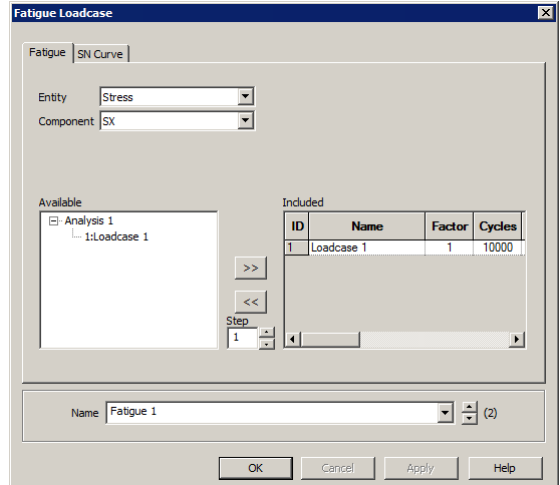 Fatigue Loadcase
Fatigue SN Curve
Entity Stress
Component SX
Available
Analysis 1
1:Loadcase 1
>>
<<
Step
1
Included
ID Name Factor Cycles
1 Loadcase 1 1 10000
Name Fatigue 1 (2)
OK Cancel Apply Help